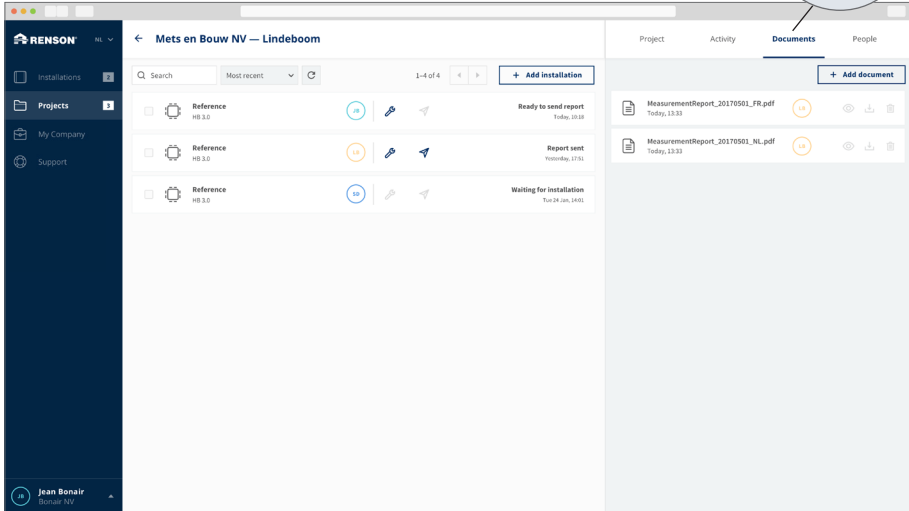 RENSON
NL
Installations
2
Projects
3
My Company
Support
JB
Jean Bonair
Bonair NV
Mets en Bouw NV — Lindeboom
Search
Most recent
1–4 of 4
+ Add installation
Reference
HB 3.0
JB
Ready to send report
Today, 10:10
Reference
HB 3.0
LB
Report sent
Yesterday, 17:51
Reference
HB 3.0
SD
Waiting for installation
Tue 24 Jan, 14:01
Project Activity Documents People
+ Add document
MeasurementReport_20170501_FR.pdf
Today, 13:33
LB
MeasurementReport_20170501_NL.pdf
Today, 13:33
LB